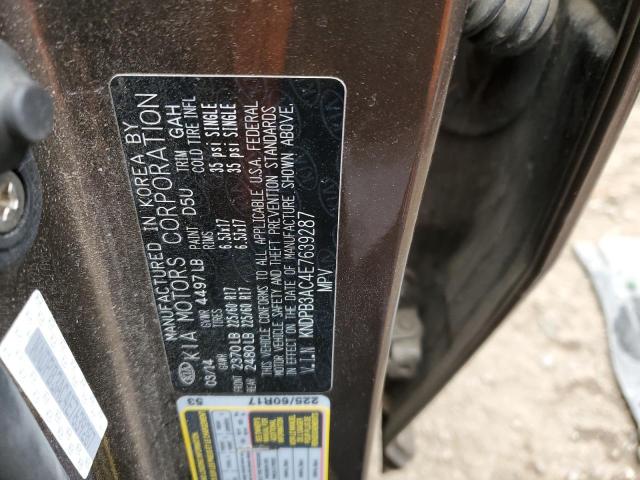 MANUFACTURED IN KOREA BY
KIA MOTORS CORPORATION
03/14 GVWR 4497LB PAINT D5U TRIM GAH
GAWR TIRES RIMS COLD TIRE INFL
FRONT 2370LB 225/60 R17 6.5Jx17 35 psi SINGLE
REAR 2480LB 225/60 R17 6.5Jx17 35 psi SINGLE
THIS VEHICLE CONFORMS TO ALL APPLICABLE U.S.A. FEDERAL
MOTOR VEHICLE SAFETY AND THEFT PREVENTION STANDARDS
IN EFFECT ON THE DATE OF MANUFACTURE SHOWN ABOVE.
V.I.N KNDPB3AC4E7639287
MPV
53 225/60R17